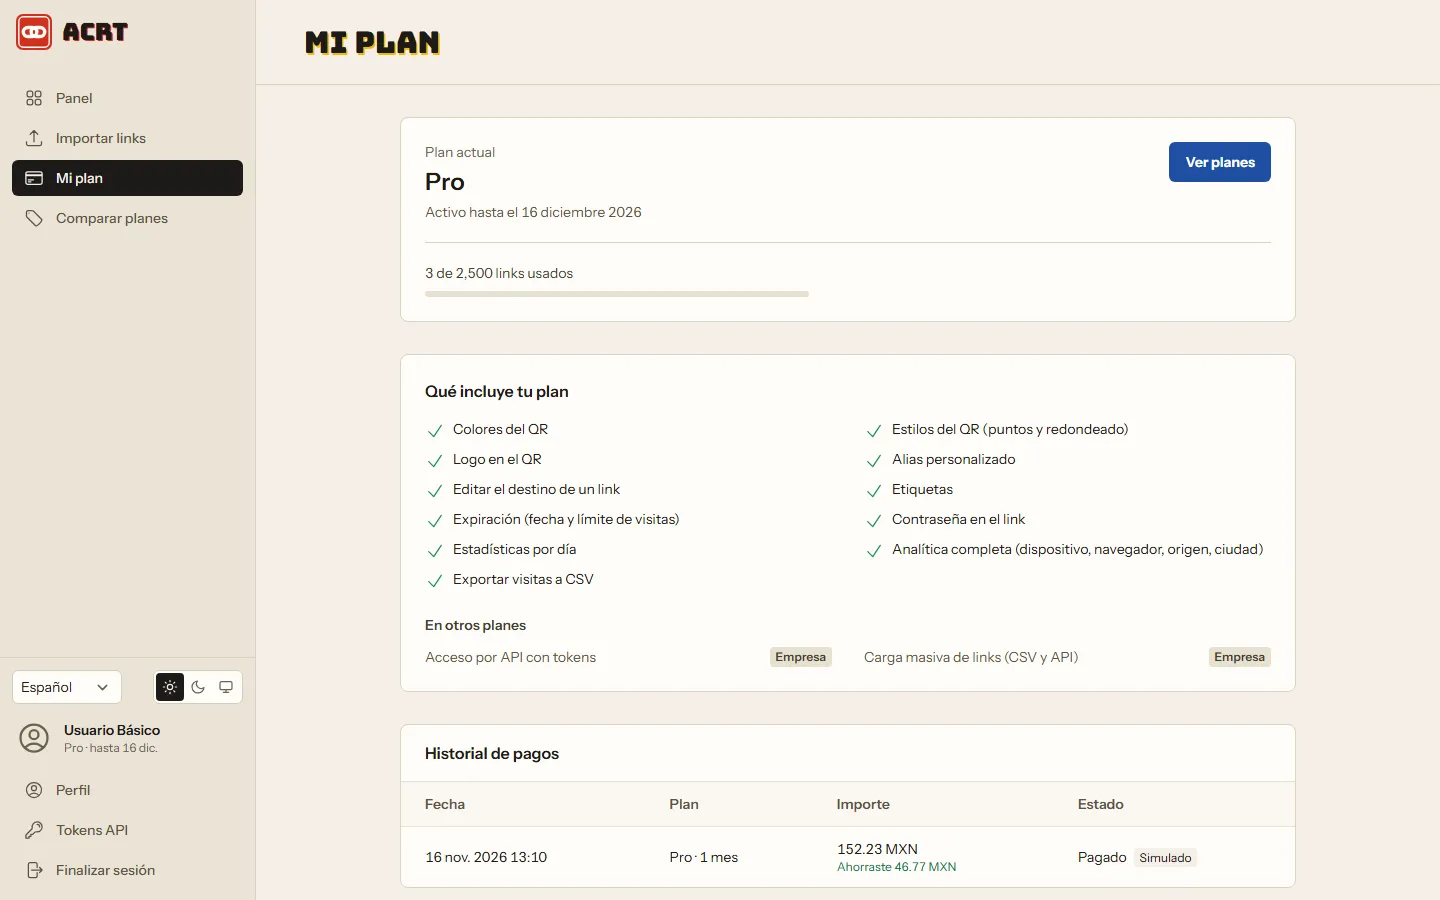 ACRT
Panel
Importar links
Mi plan
Comparar planes
Español
Usuario Básico
Pro · hasta 16 dic.
Perfil
Tokens API
Finalizar sesión
MI PLAN
Plan actual
Pro
Activo hasta el 16 diciembre 2026
Ver planes
3 de 2,500 links usados
Qué incluye tu plan
Colores del QR
Estilos del QR (puntos y redondeado)
Logo en el QR
Alias personalizado
Editar el destino de un link
Etiquetas
Expiración (fecha y límite de visitas)
Contraseña en el link
Estadísticas por día
Analítica completa (dispositivo, navegador, origen, ciudad)
Exportar visitas a CSV
En otros planes
Acceso por API con tokens Empresa
Carga masiva de links (CSV y API) Empresa
Historial de pagos
Fecha Plan Importe Estado
16 nov. 2026 13:10 Pro · 1 mes 152.23 MXN Pagado Simulado
Ahorraste 46.77 MXN